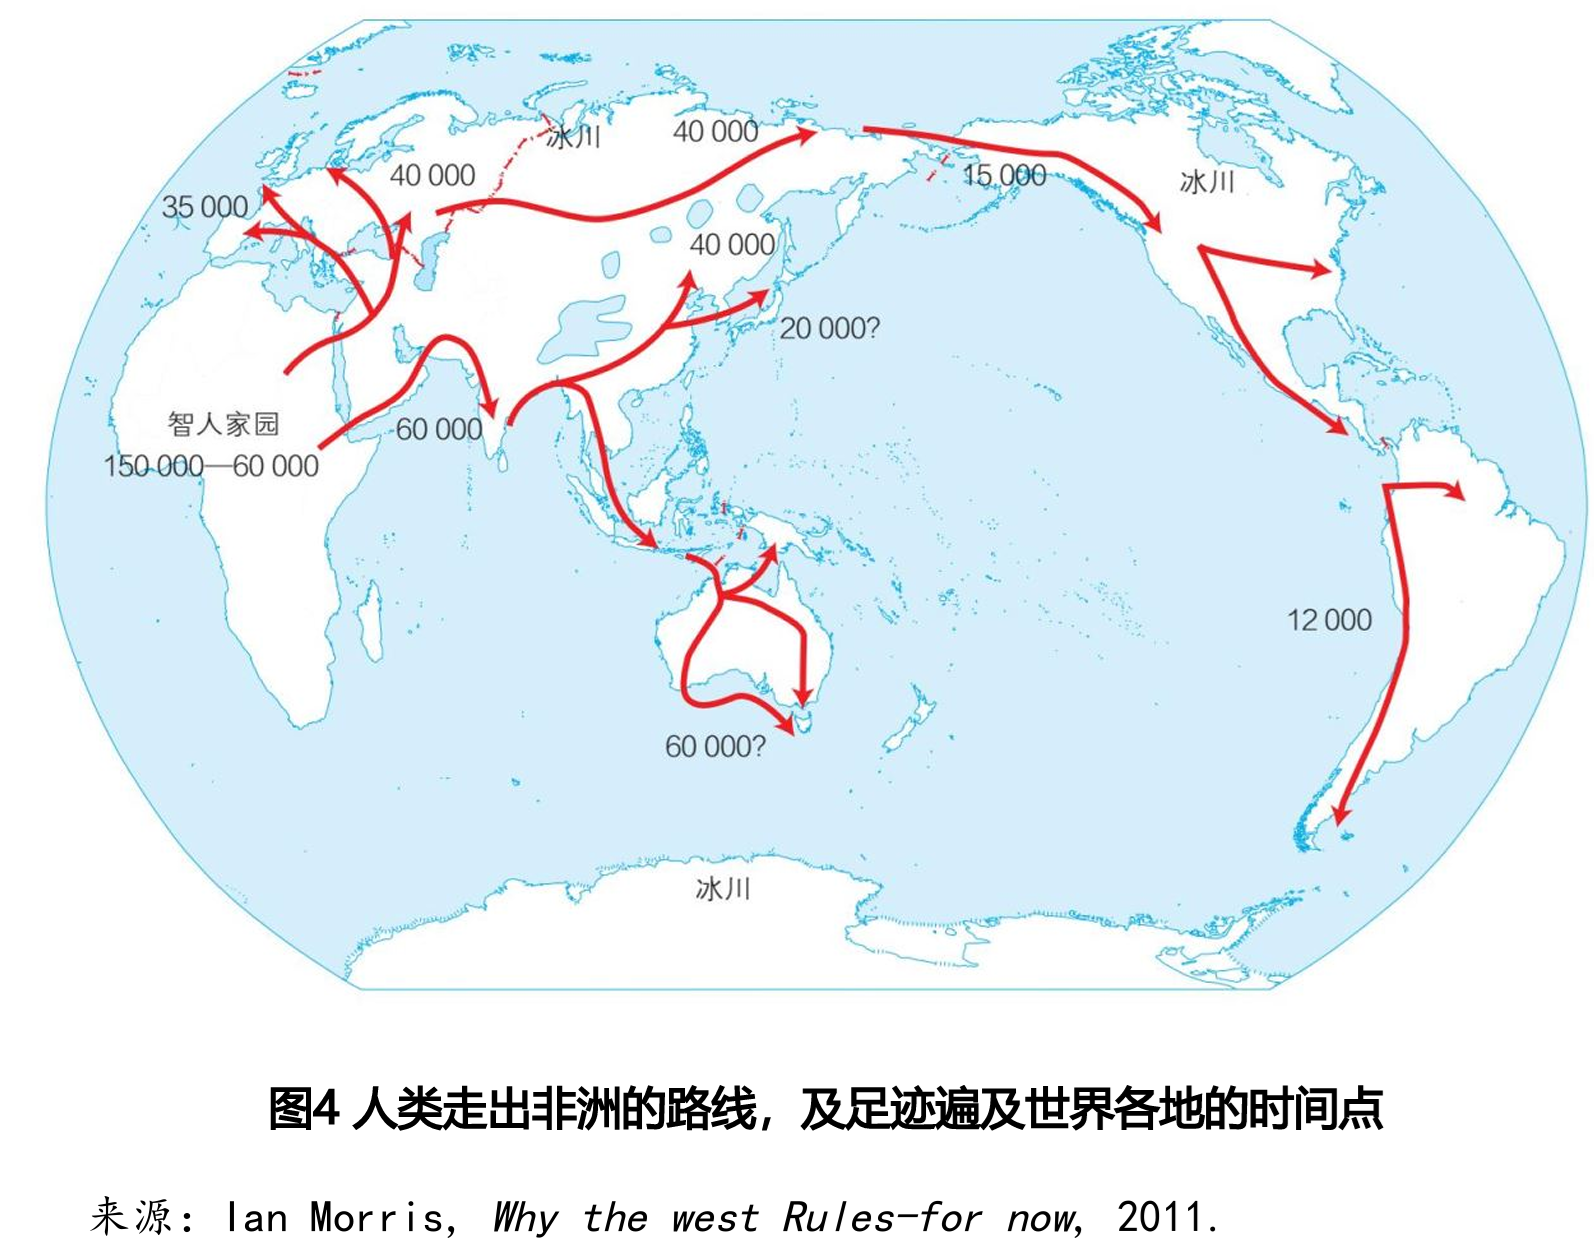 冰川
40 000
40 000
15 000
冰川
35 000
40 000
20 000?
智人家园
150 000—60 000
60 000
12 000
60 000?
冰川
图4 人类走出非洲的路线，及足迹遍及世界各地的时间点
来源：Ian Morris, Why the west Rules-for now, 2011.